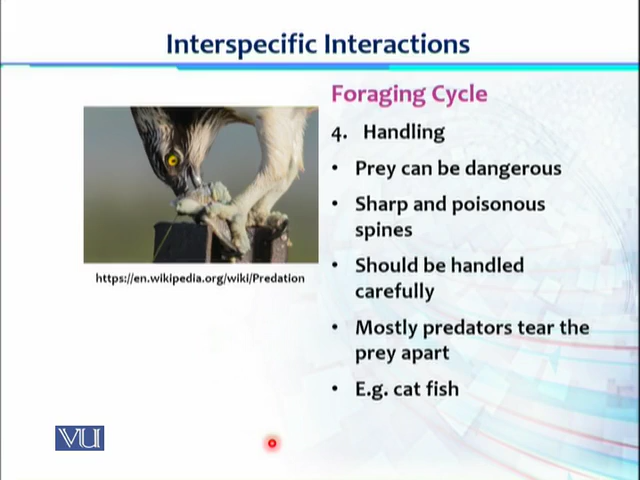 Interspecific Interactions
Foraging Cycle
4. Handling
• Prey can be dangerous
• Sharp and poisonous
spines
• Should be handled
carefully
• Mostly predators tear the
prey apart
• E.g. cat fish
https://en.wikipedia.org/wiki/Predation
VU